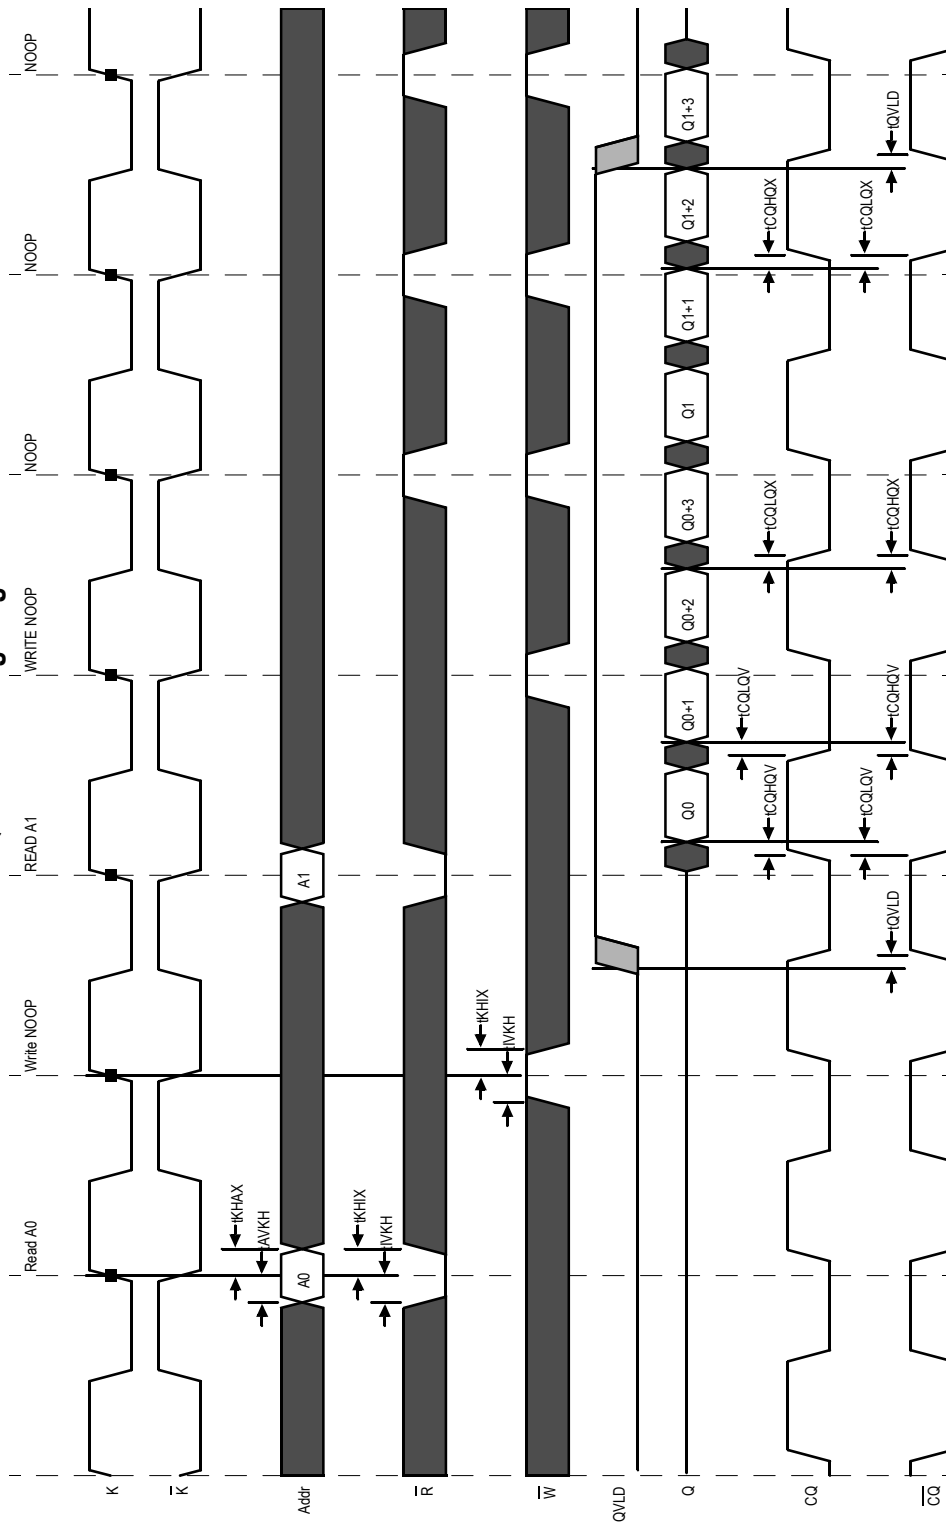 Read A0
Write NOOP
READ A1
WRITE NOOP
NOOP
NOOP
NOOP
K
K̅
tKHAX
tAVKH
Addr
A0
A1
tKHIX
tIVKH
R̅
tKHIX
tIVKH
W̅
QVLD
Q
Q0
Q0+1
Q0+2
Q0+3
Q1
Q1+1
Q1+2
Q1+3
tCQLQV
tCQHQV
tCQLQX
tCQHQX
CQ
tCQLQV
tCQLQX
tQVLD
tCQHQV
tCQHQX
tQVLD
C̅Q̅